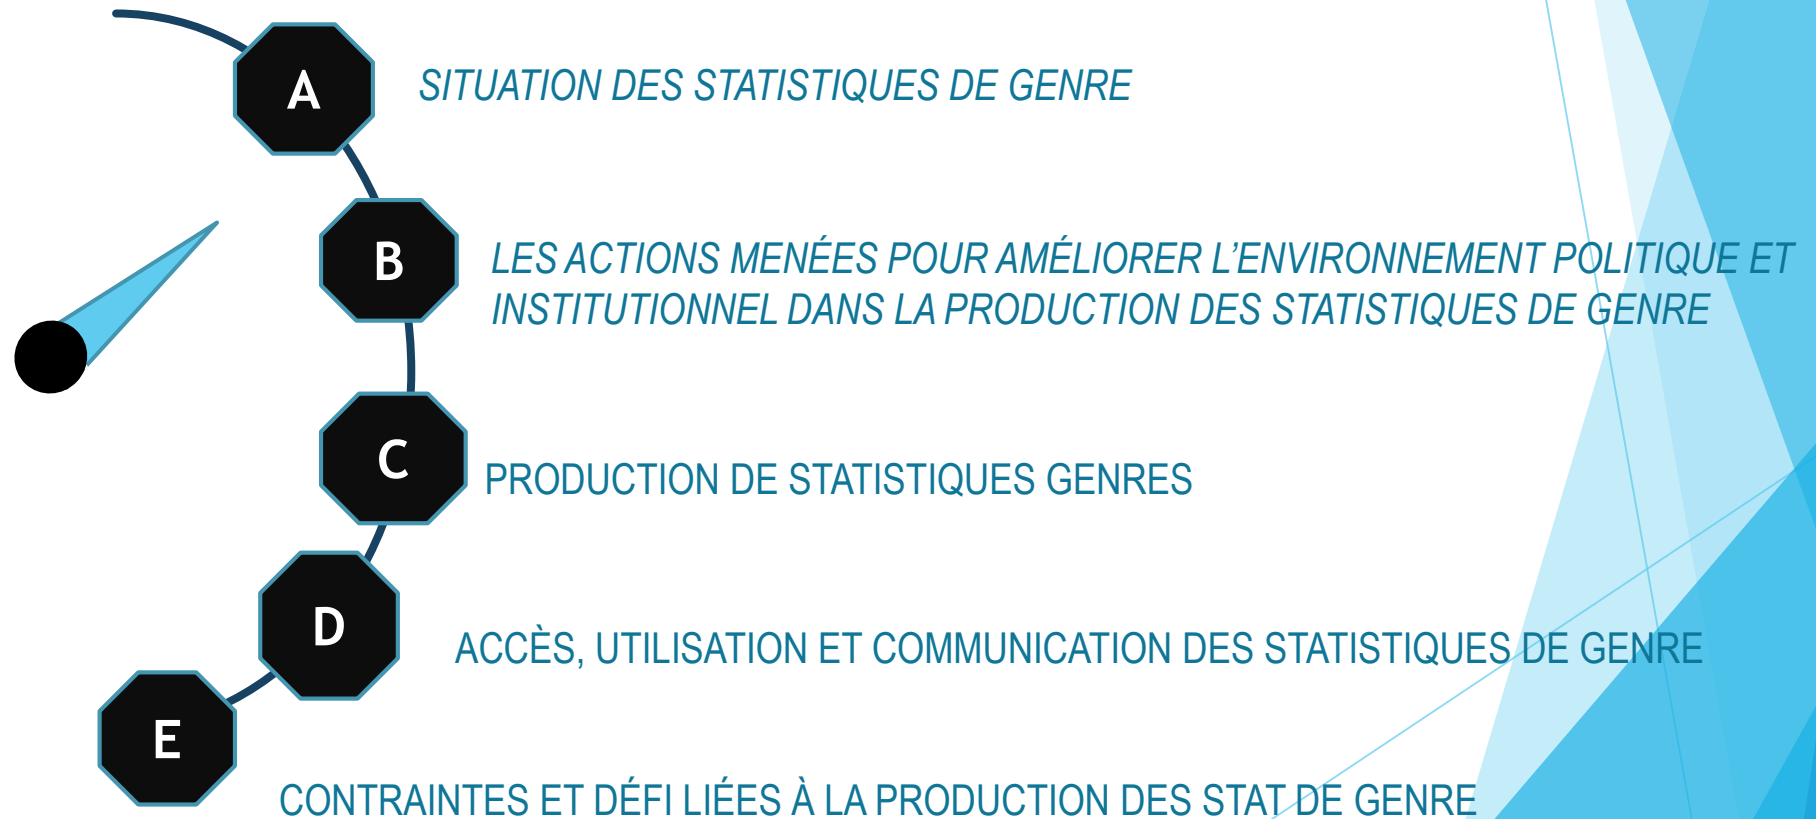 A
SITUATION DES STATISTIQUES DE GENRE
B
LES ACTIONS MENÉES POUR AMÉLIORER L’ENVIRONNEMENT POLITIQUE ET
INSTITUTIONNEL DANS LA PRODUCTION DES STATISTIQUES DE GENRE
C
PRODUCTION DE STATISTIQUES GENRES
D
ACCÈS, UTILISATION ET COMMUNICATION DES STATISTIQUES DE GENRE
E
CONTRAINTES ET DÉFI LIÉES À LA PRODUCTION DES STAT DE GENRE